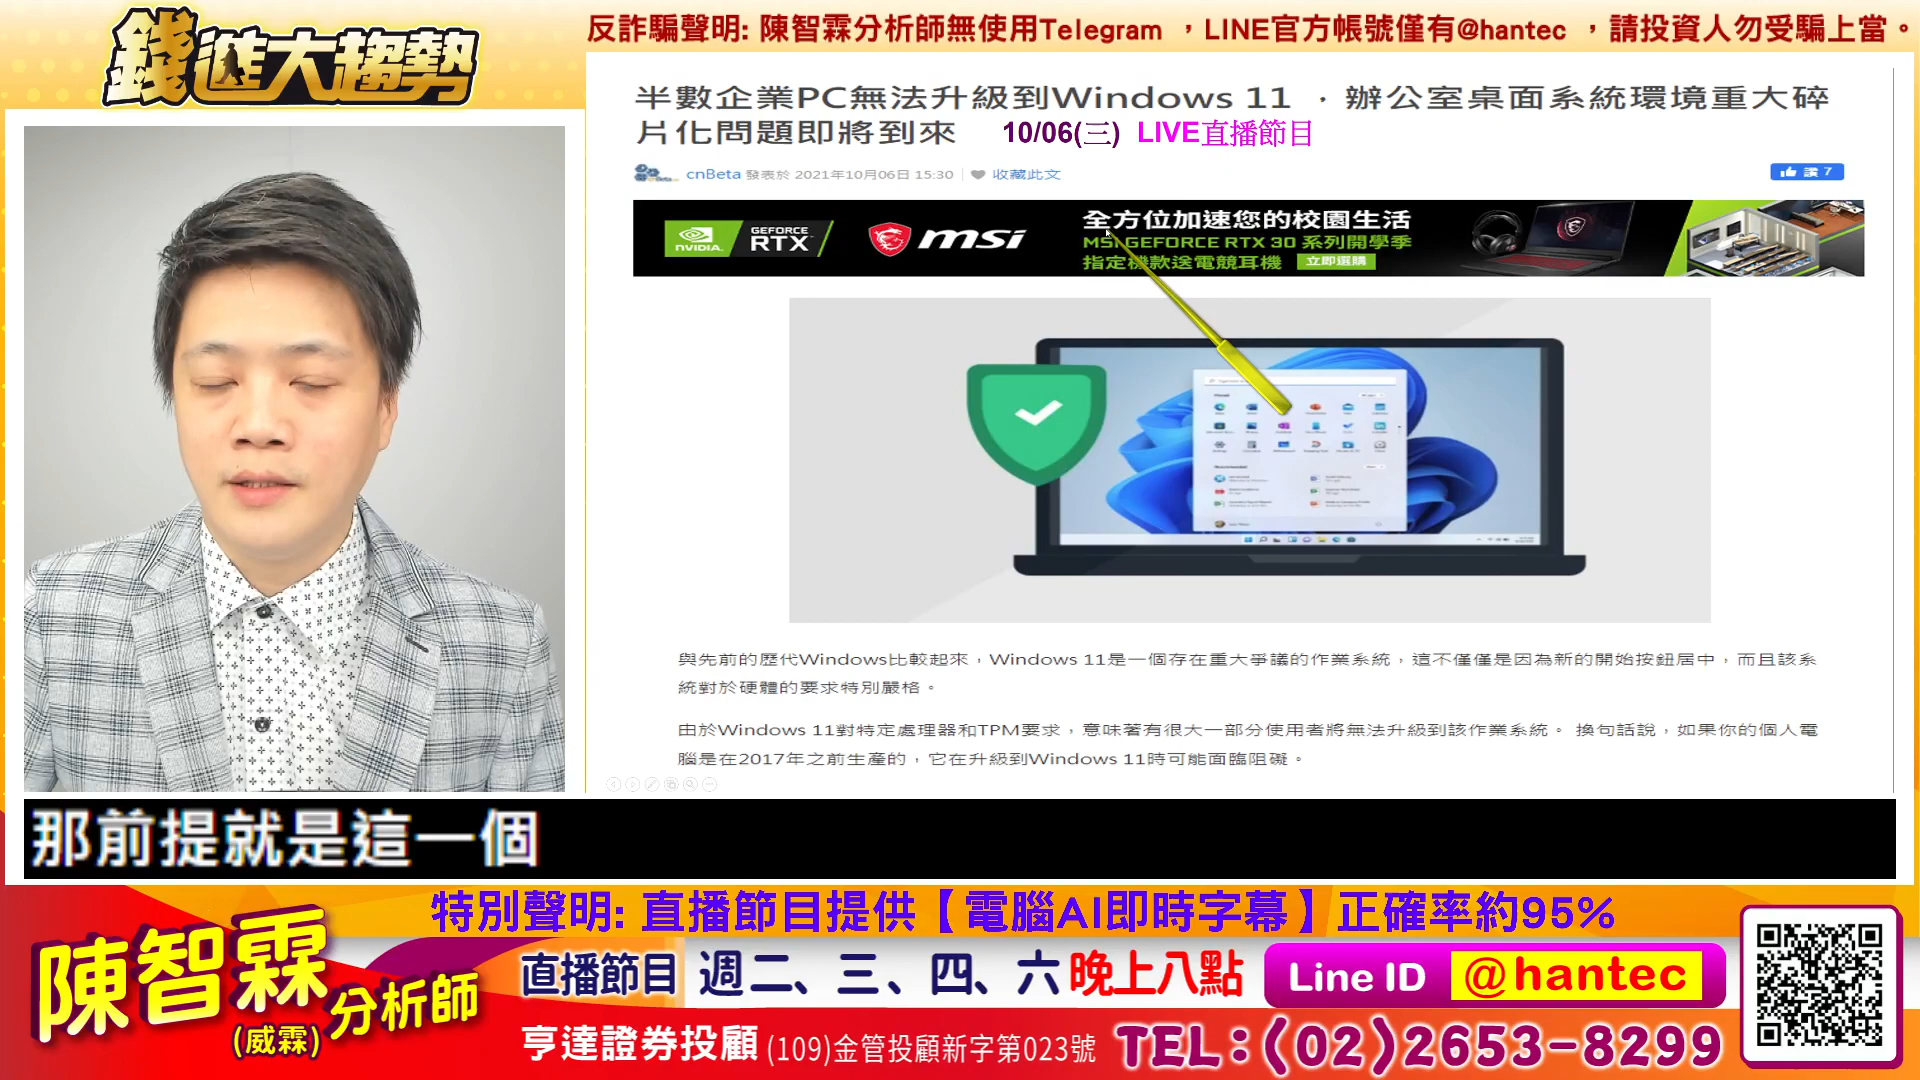 錢進大趨勢
反詐騙聲明: 陳智霖分析師無使用Telegram ,LINE官方帳號僅有@hantec ,請投資人勿受騙上當。
半數企業PC無法升級到Windows 11 ,辦公室桌面系統環境重大碎
片化問題即將到來
10/06(三) LIVE直播節目
cnBeta 發表於 2021年10月06日 15:30 收藏此文
讚 7
NVIDIA. GEFORCE RTX msi
全方位加速您的校園生活
MSI GEFORCE RTX 30 系列開學季
指定機款送電競耳機 立即選購
與先前的歷代Windows比較起來,Windows 11是一個存在重大爭議的作業系統,這不僅僅是因為新的開始按鈕居中,而且該系
統對於硬體的要求特別嚴格。
由於Windows 11對特定處理器和TPM要求,意味著有很大一部分使用者將無法升級到該作業系統。 換句話說,如果你的個人電
腦是在2017年之前生產的,它在升級到Windows 11時可能面臨阻礙。
那前提就是這一個
特別聲明: 直播節目提供【電腦AI即時字幕】正確率約95%
陳智霖分析師
(威霖)
直播節目 週二、三、四、六 晚上八點
Line ID @hantec
亨達證券投顧 (109)金管投顧新字第023號 TEL:(02)2653-8299